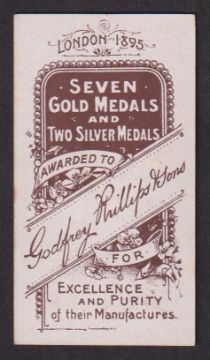 LONDON 1895
SEVEN
GOLD MEDALS
AND
TWO SILVER MEDALS
AWARDED TO
Godfrey Phillips & Sons
FOR
EXCELLENCE
AND PURITY
of their Manufactures.